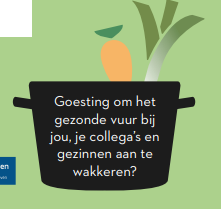 Goesting om het
gezonde vuur bij
jou, je collega's en
gezinnen aan te
wakkeren?